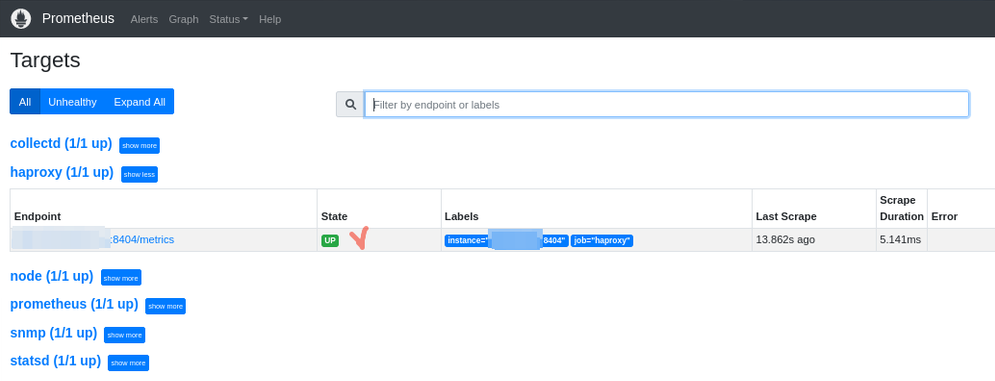 Prometheus Alerts Graph Status Help
Targets
All Unhealthy Expand All Filter by endpoint or labels
collectd (1/1 up) show more
haproxy (1/1 up) show less
Endpoint State Labels Last Scrape Scrape Duration Error
:8404/metrics UP instance=" 8404" job="haproxy" 13.862s ago 5.141ms
node (1/1 up) show more
prometheus (1/1 up) show more
snmp (1/1 up) show more
statsd (1/1 up) show more